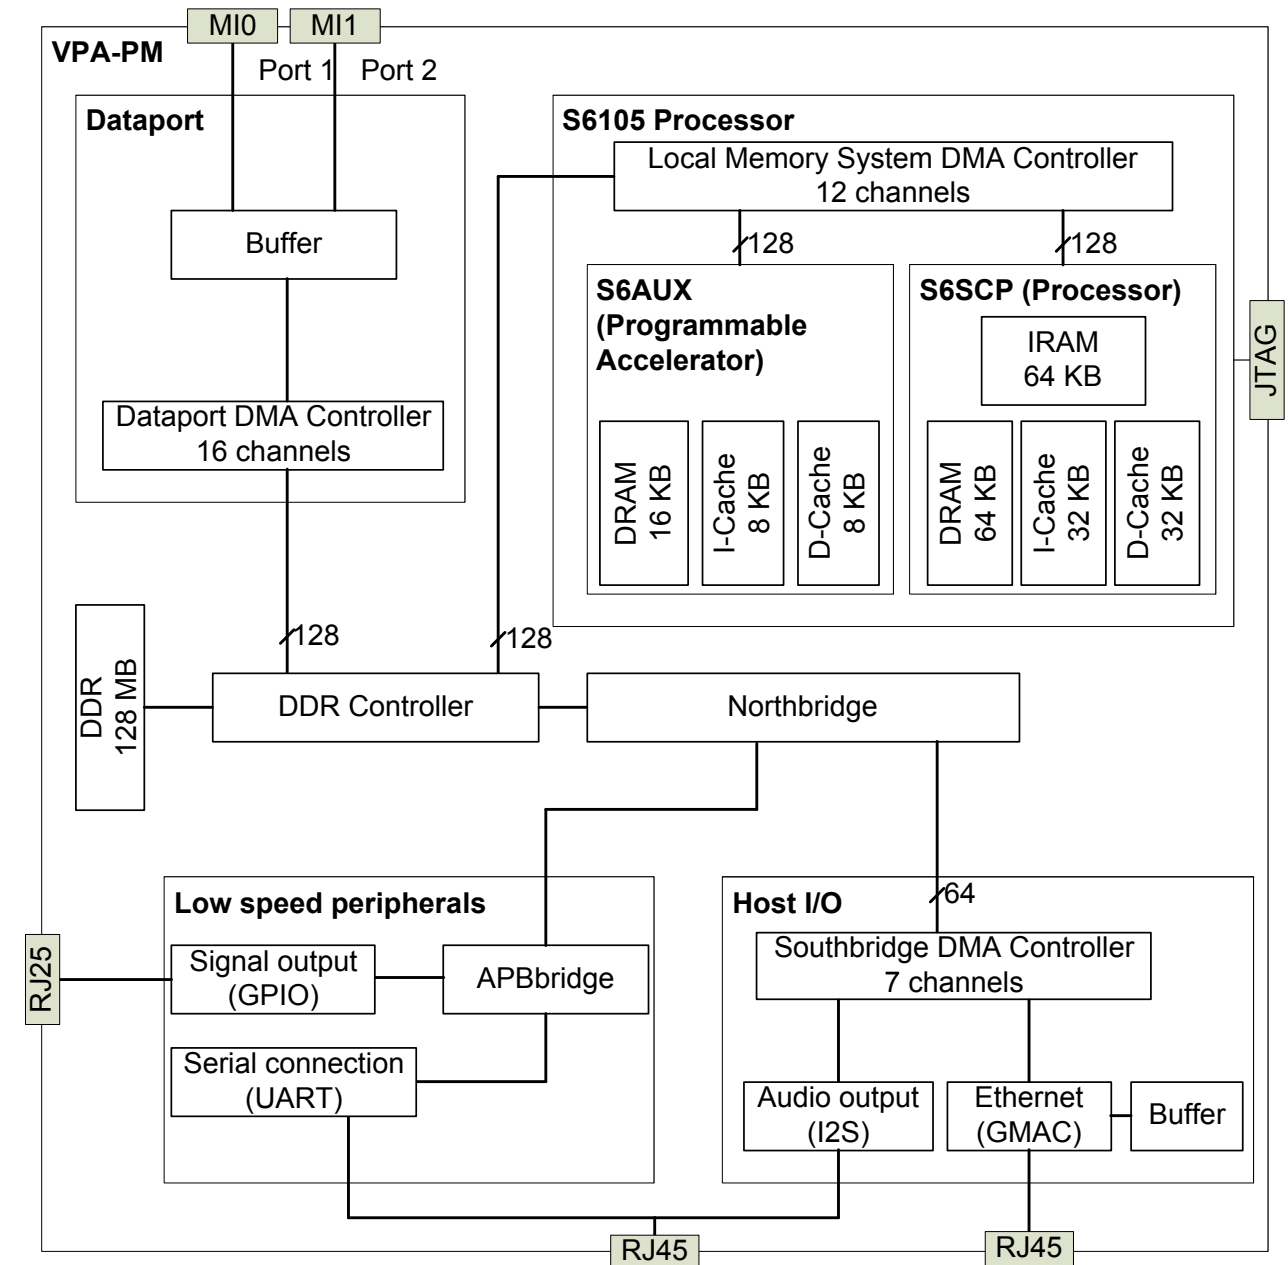 MI0
MI1
VPA-PM
Port 1
Port 2
Dataport
Buffer
Dataport DMA Controller
16 channels
S6105 Processor
Local Memory System DMA Controller
12 channels
128
128
S6AUX
(Programmable
Accelerator)
DRAM
16 KB
I-Cache
8 KB
D-Cache
8 KB
S6SCP (Processor)
IRAM
64 KB
DRAM
64 KB
I-Cache
32 KB
D-Cache
32 KB
JTAG
128
128
DDR
128 MB
DDR Controller
Northbridge
Low speed peripherals
Signal output
(GPIO)
APBbridge
Serial connection
(UART)
RJ25
64
Host I/O
Southbridge DMA Controller
7 channels
Audio output
(I2S)
Ethernet
(GMAC)
Buffer
RJ45
RJ45